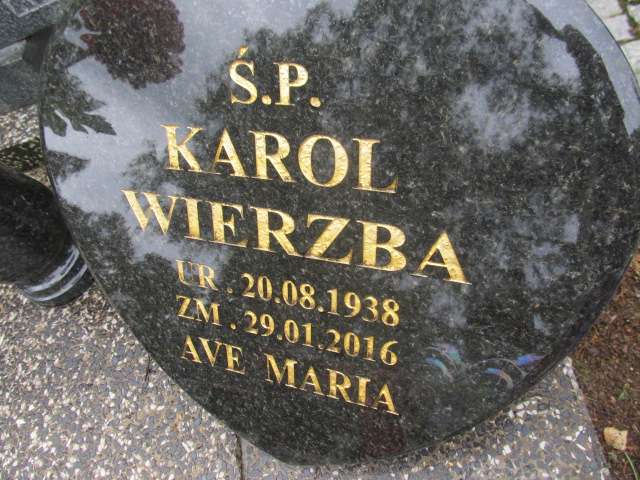 Ś.P.
KAROL
WIERZBA
UR. 20.08.1938
ZM. 29.01.2016
AVE MARIA